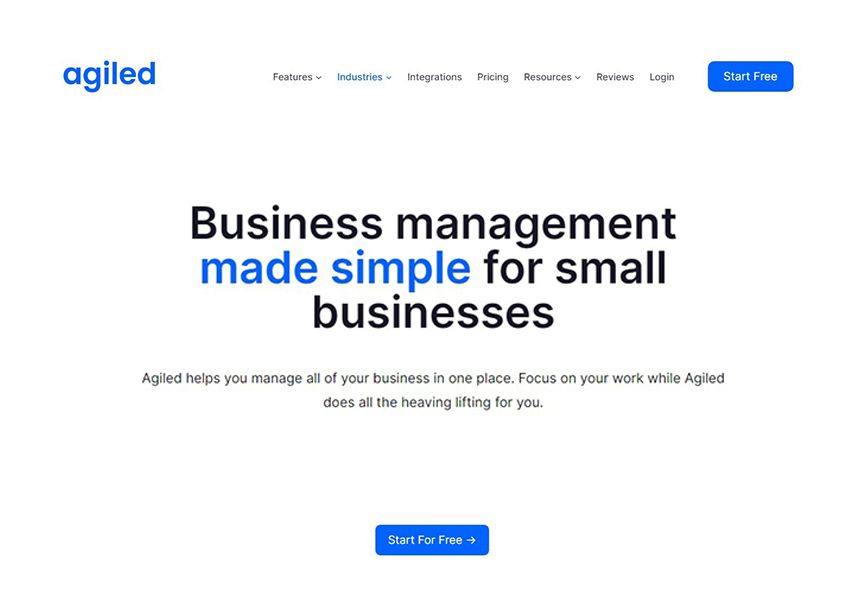 agiled
Features Industries Integrations Pricing Resources Reviews Login Start Free
Business management
made simple for small
businesses
Agiled helps you manage all of your business in one place. Focus on your work while Agiled
does all the heaving lifting for you.
Start For Free →